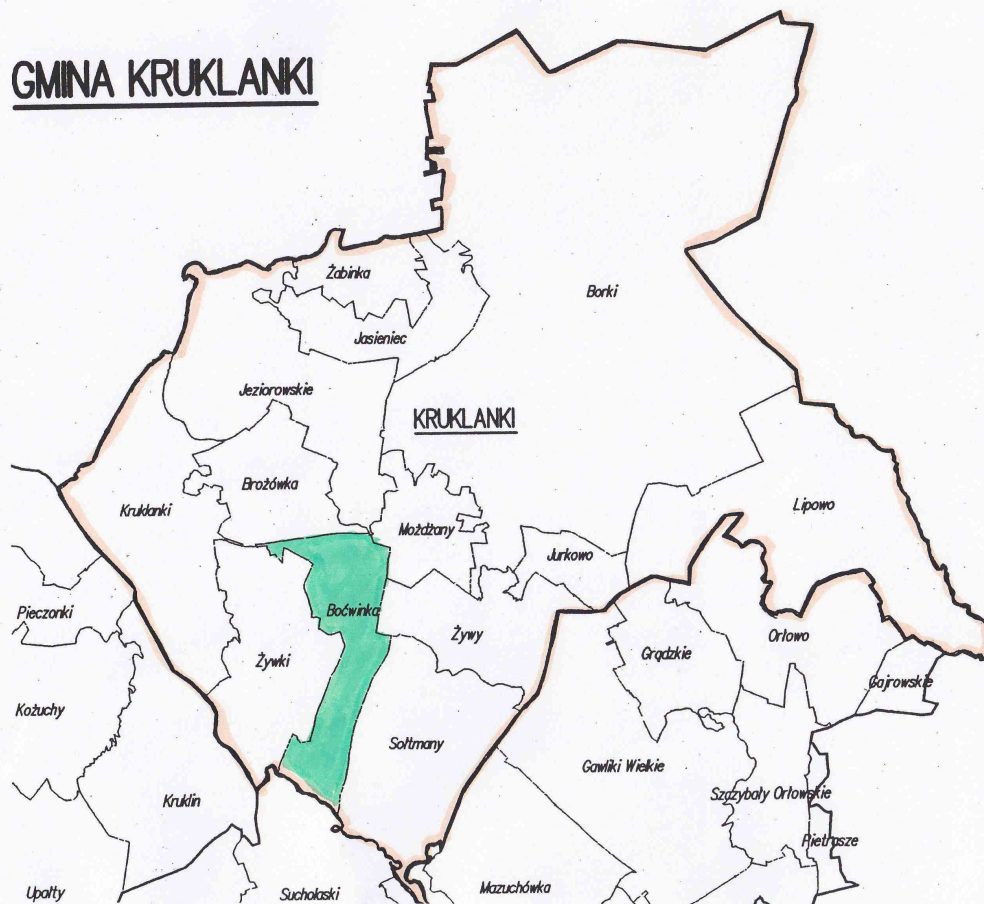 GMINA KRUKLANKI
Żabinka
Borki
Jasieniec
Jeziorowskie
KRUKLANKI
Brożówka
Kruklanki
Możdżany
Lipowo
Jurkowo
Pieczonki
Boćwinka
Żywy
Orłowo
Żywki
Grądzkie
Gajrowskie
Kożuchy
Sołtmany
Gawliki Wielkie
Kruklin
Szczybały Orłowskie
Pietrasze
Upałty
Sucholaski
Mazuchówka